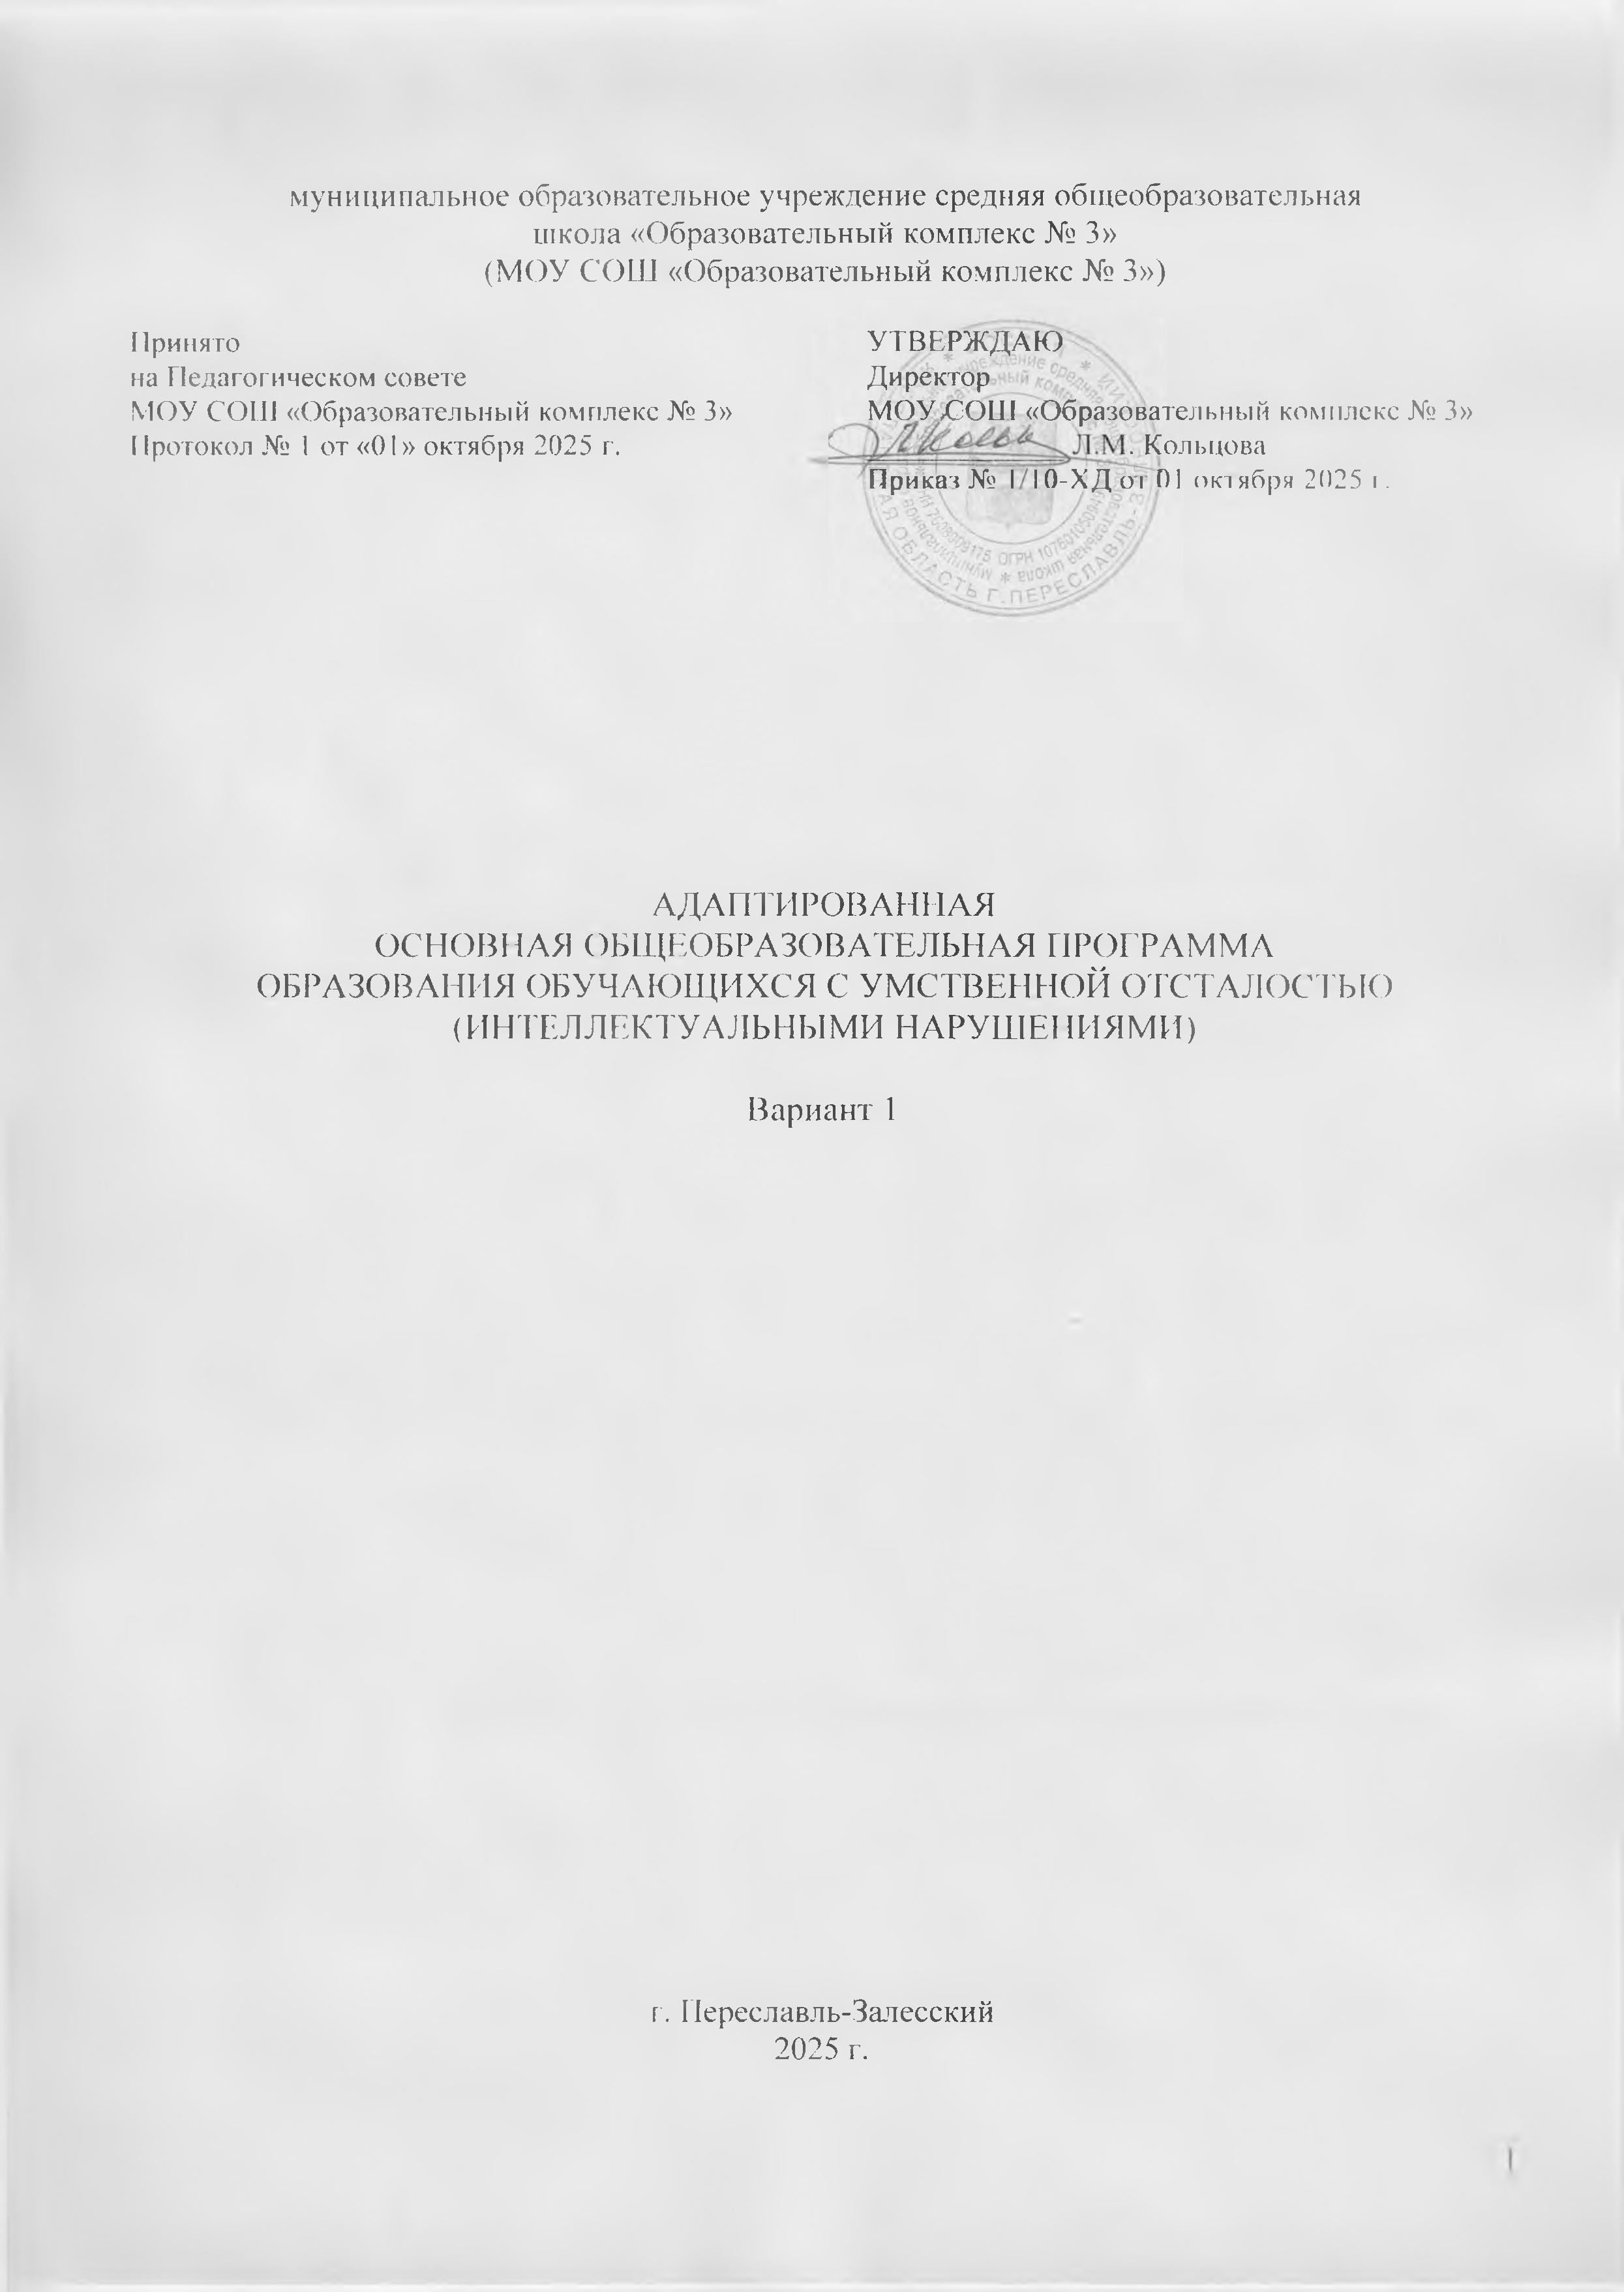 муниципальное образовательное учреждение средняя общеобразовательная
школа «Образовательный комплекс № 3»
(МОУ СОШ «Образовательный комплекс № 3»)
Принято
на Педагогическом совете
МОУ СОШ «Образовательный комплекс № 3»
Протокол № 1 от «01» октября 2025 г.
УТВЕРЖДАЮ
Директор
МОУ СОШ «Образовательный комплекс № 3»
Л.М. Кольцова
Приказ № 1/10-ХД от 01 октября 2025 г.
ОБЛАСТЬ Г.ПЕРЕСЛАВЛЬ-
АДАПТИРОВАННАЯ
ОСНОВНАЯ ОБЩЕОБРАЗОВАТЕЛЬНАЯ ПРОГРАММА
ОБРАЗОВАНИЯ ОБУЧАЮЩИХСЯ С УМСТВЕННОЙ ОТСТАЛОСТЬЮ
(ИНТЕЛЛЕКТУАЛЬНЫМИ НАРУШЕНИЯМИ)
Вариант 1
г. Переславль-Залесский
2025 г.
1